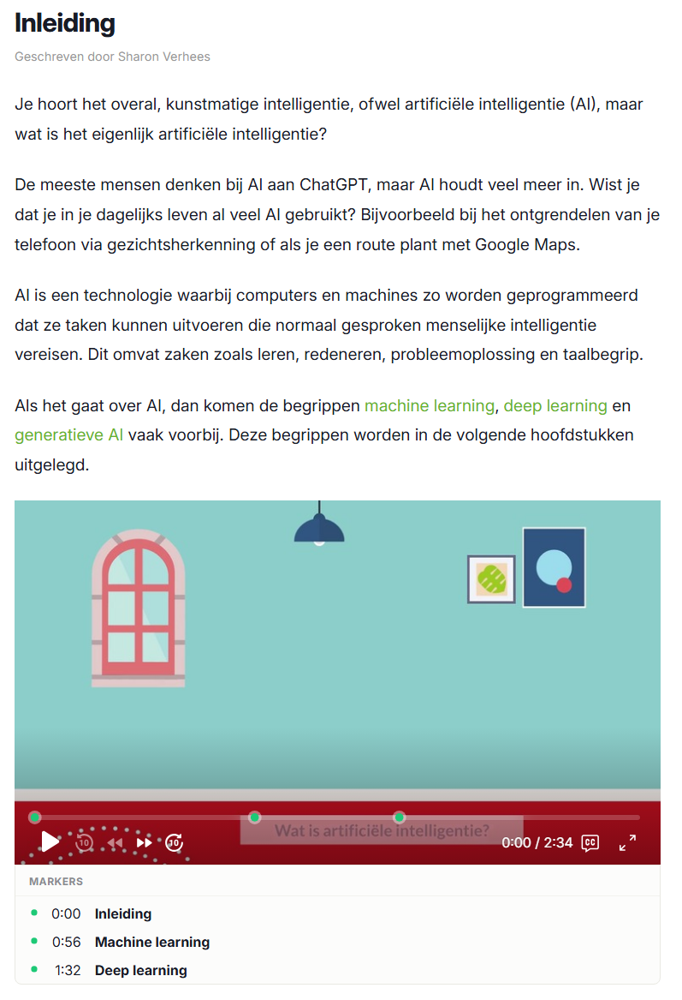 Inleiding
Geschreven door Sharon Verhees
Je hoort het overal, kunstmatige intelligentie, ofwel artificiële intelligentie (AI), maar
wat is het eigenlijk artificiële intelligentie?
De meeste mensen denken bij AI aan ChatGPT, maar AI houdt veel meer in. Wist je
dat je in je dagelijks leven al veel AI gebruikt? Bijvoorbeeld bij het ontgrendelen van je
telefoon via gezichtsherkenning of als je een route plant met Google Maps.
AI is een technologie waarbij computers en machines zo worden geprogrammeerd
dat ze taken kunnen uitvoeren die normaal gesproken menselijke intelligentie
vereisen. Dit omvat zaken zoals leren, redeneren, probleemoplossing en taalbegrip.
Als het gaat over AI, dan komen de begrippen machine learning, deep learning en
generatieve AI vaak voorbij. Deze begrippen worden in de volgende hoofdstukken
uitgelegd.
Wat is artificiële intelligentie?
10 10 0:00 / 2:34 CC
MARKERS
0:00 Inleiding
0:56 Machine learning
1:32 Deep learning